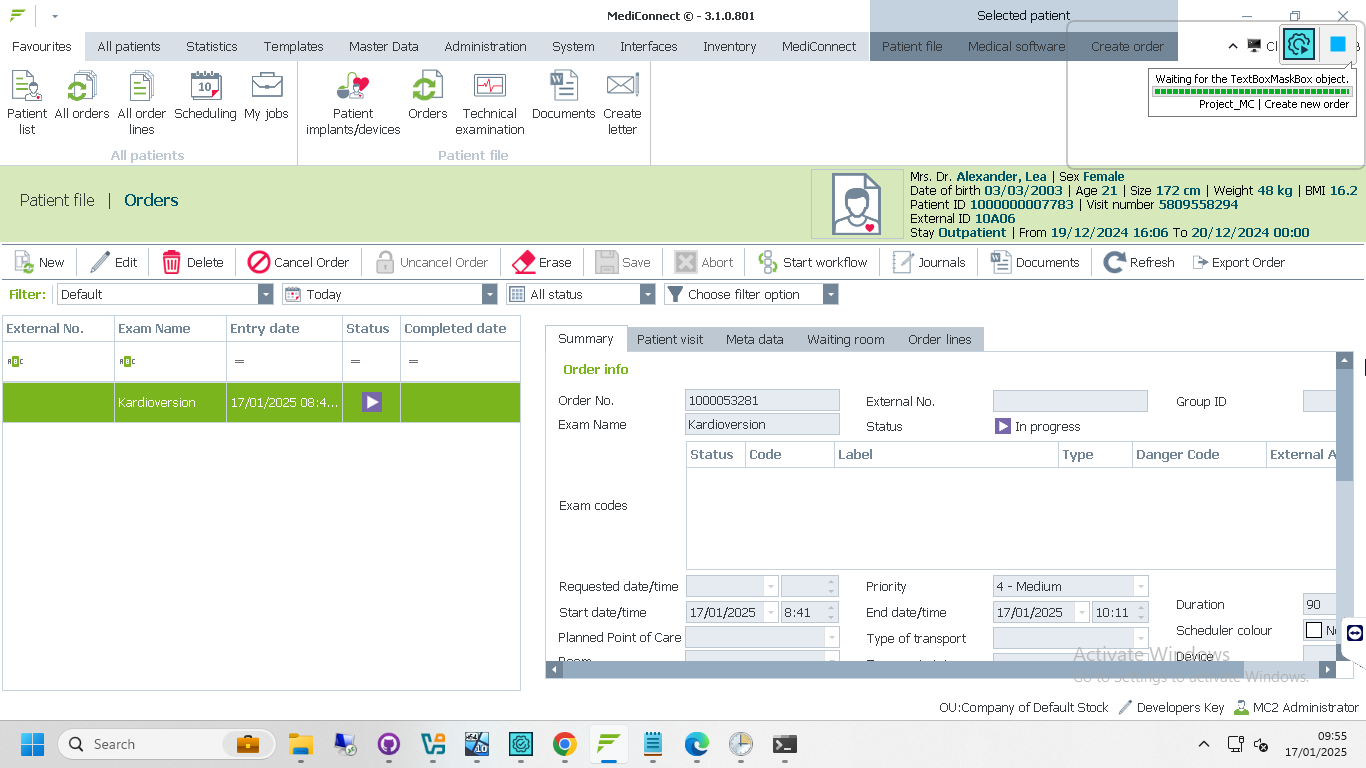 MediConnect © - 3.1.0.801
Selected patient
Favourites
All patients
Statistics
Templates
Master Data
Administration
System
Interfaces
Inventory
MediConnect
Patient file
Medical software
Create order
Waiting for the TextBoxMaskBox object.
Project_MC | Create new order
Patient list
All orders
All order lines
Scheduling
My jobs
Patient implants/devices
Orders
Technical examination
Documents
Create letter
All patients
Patient file
Patient file | Orders
Mrs. Dr. Alexander, Lea | Sex Female
Date of birth 03/03/2003 | Age 21 | Size 172 cm | Weight 48 kg | BMI 16.2
Patient ID 1000000007783 | Visit number 5809558294
External ID 10A06
Stay Outpatient | From 19/12/2024 16:06 To 20/12/2024 00:00
New
Edit
Delete
Cancel Order
Uncancel Order
Erase
Save
Abort
Start workflow
Journals
Documents
Refresh
Export Order
Filter:
Default
Today
All status
Choose filter option
External No.
Exam Name
Entry date
Status
Completed date
Kardioversion
17/01/2025 08:4...
Summary
Patient visit
Meta data
Waiting room
Order lines
Order info
Order No.
1000053281
External No.
Group ID
Exam Name
Kardioversion
Status
In progress
Status
Code
Label
Type
Danger Code
External A
Exam codes
Requested date/time
Priority
4 - Medium
Start date/time
17/01/2025
8:41
End date/time
17/01/2025
10:11
Duration
90
Planned Point of Care
Type of transport
Scheduler colour
Room
Device
Activate Windows
Go to Settings to activate Windows.
OU:Company of Default Stock
Developers Key
MC2 Administrator
Search
09:55
17/01/2025